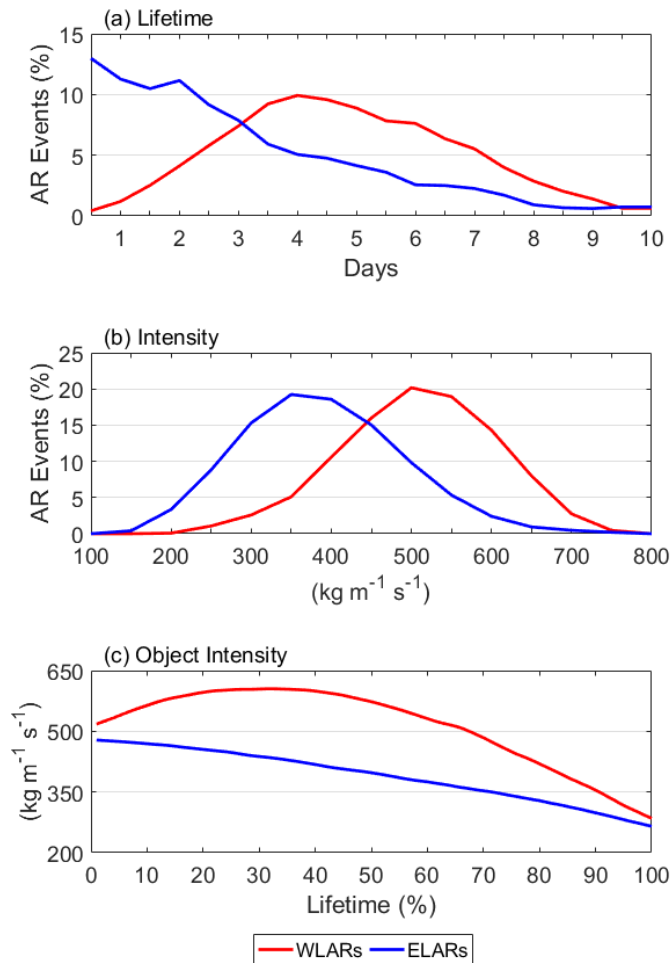 (a) Lifetime
15
10
5
0
AR Events (%)
1 2 3 4 5 6 7 8 9 10
Days
(b) Intensity
25
20
15
10
5
0
AR Events (%)
100 200 300 400 500 600 700 800
(kg m⁻¹ s⁻¹)
(c) Object Intensity
650
500
350
200
(kg m⁻¹ s⁻¹)
0 10 20 30 40 50 60 70 80 90 100
Lifetime (%)
WLARs ELARs